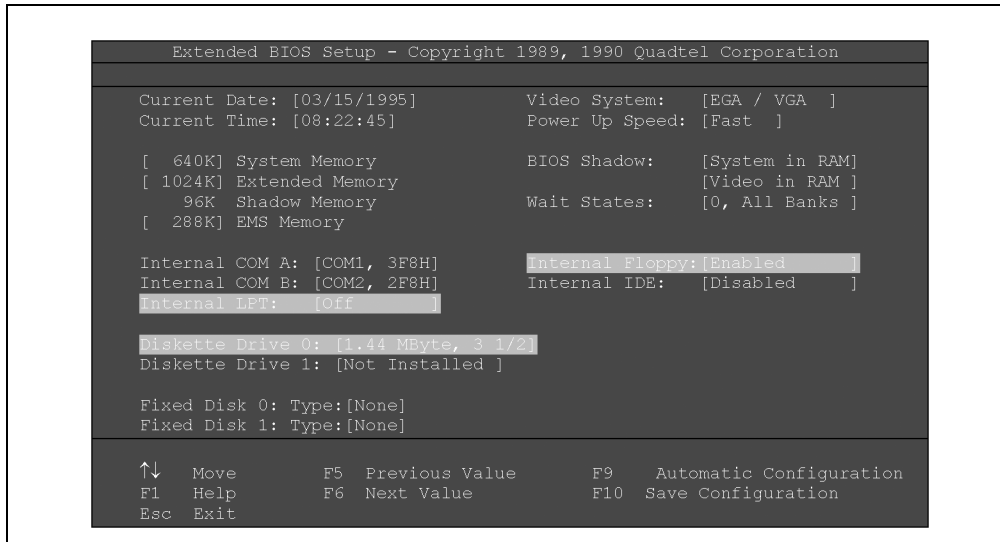 Extended BIOS Setup - Copyright 1989, 1990 Quadtel Corporation
Current Date: [03/15/1995] Video System: [EGA / VGA ]
Current Time: [08:22:45] Power Up Speed: [Fast ]
[ 640K] System Memory BIOS Shadow: [System in RAM]
[ 1024K] Extended Memory [Video in RAM ]
96K Shadow Memory Wait States: [0, All Banks ]
[ 288K] EMS Memory
Internal COM A: [COM1, 3F8H] Internal Floppy:[Enabled ]
Internal COM B: [COM2, 2F8H] Internal IDE: [Disabled ]
Internal LPT: [Off ]
Diskette Drive 0: [1.44 MByte, 3 1/2]
Diskette Drive 1: [Not Installed ]
Fixed Disk 0: Type:[None]
Fixed Disk 1: Type:[None]
↑↓ Move F5 Previous Value F9 Automatic Configuration
F1 Help F6 Next Value F10 Save Configuration
Esc Exit